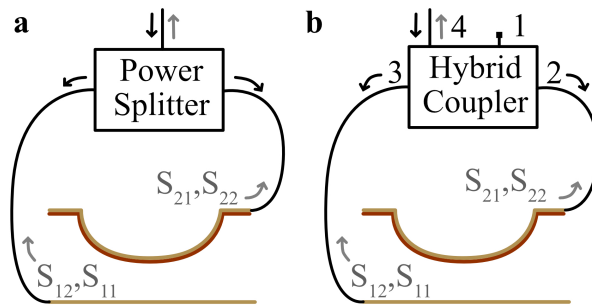 a
Power
Splitter
S21,S22
S12,S11
b
4
1
3
Hybrid
Coupler
2
S21,S22
S12,S11